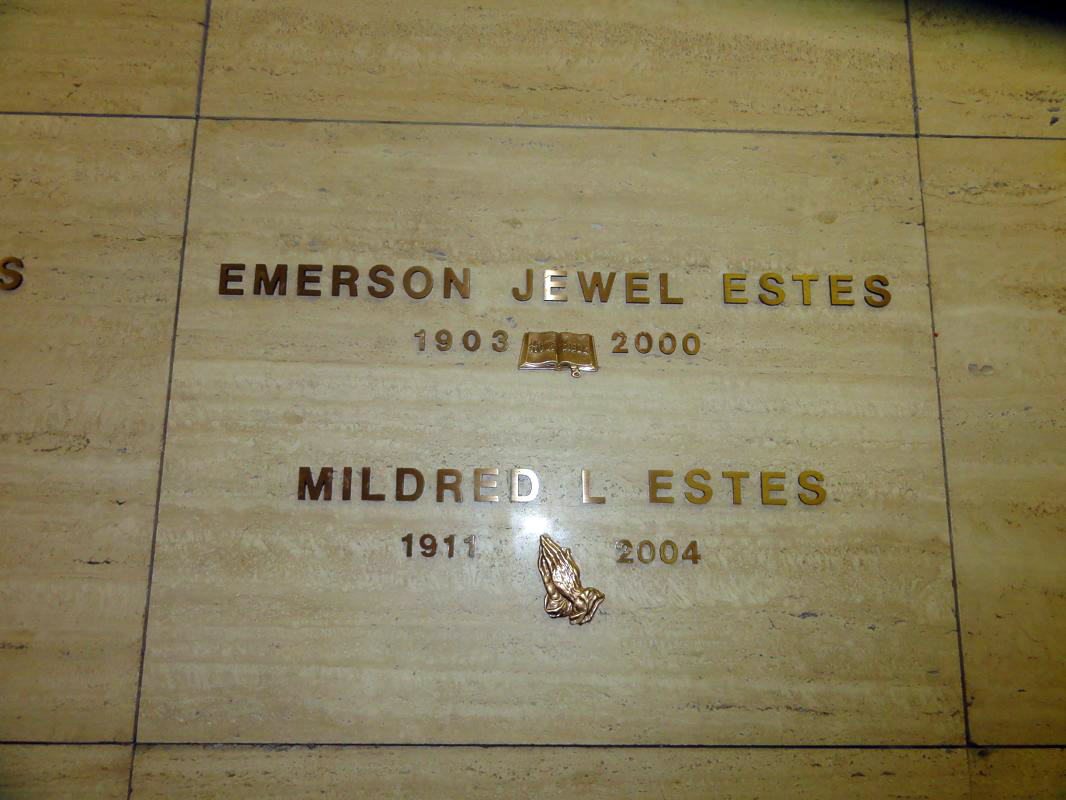 S
EMERSON JEWEL ESTES
1903 2000
MILDRED L ESTES
1911 2004